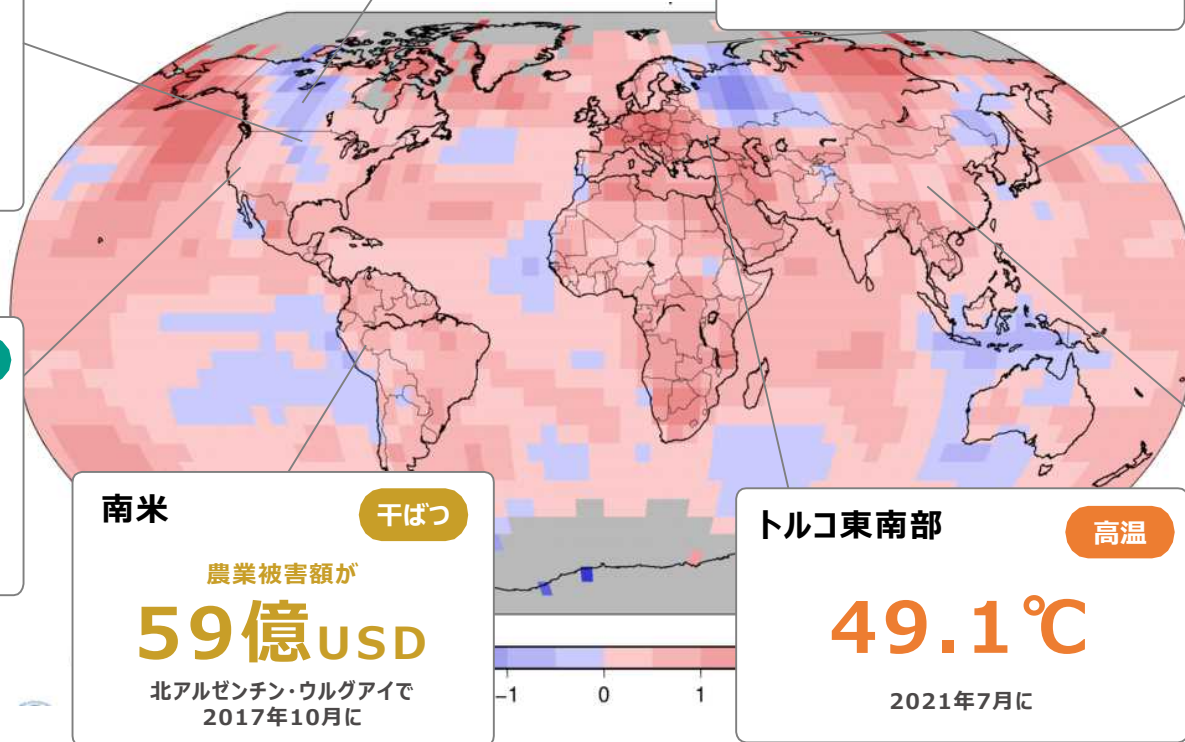 南米
干ばつ
農業被害額が
59億USD
北アルゼンチン・ウルグアイで
2017年10月に
トルコ東南部
高温
49.1℃
2021年7月に
−1
0
1